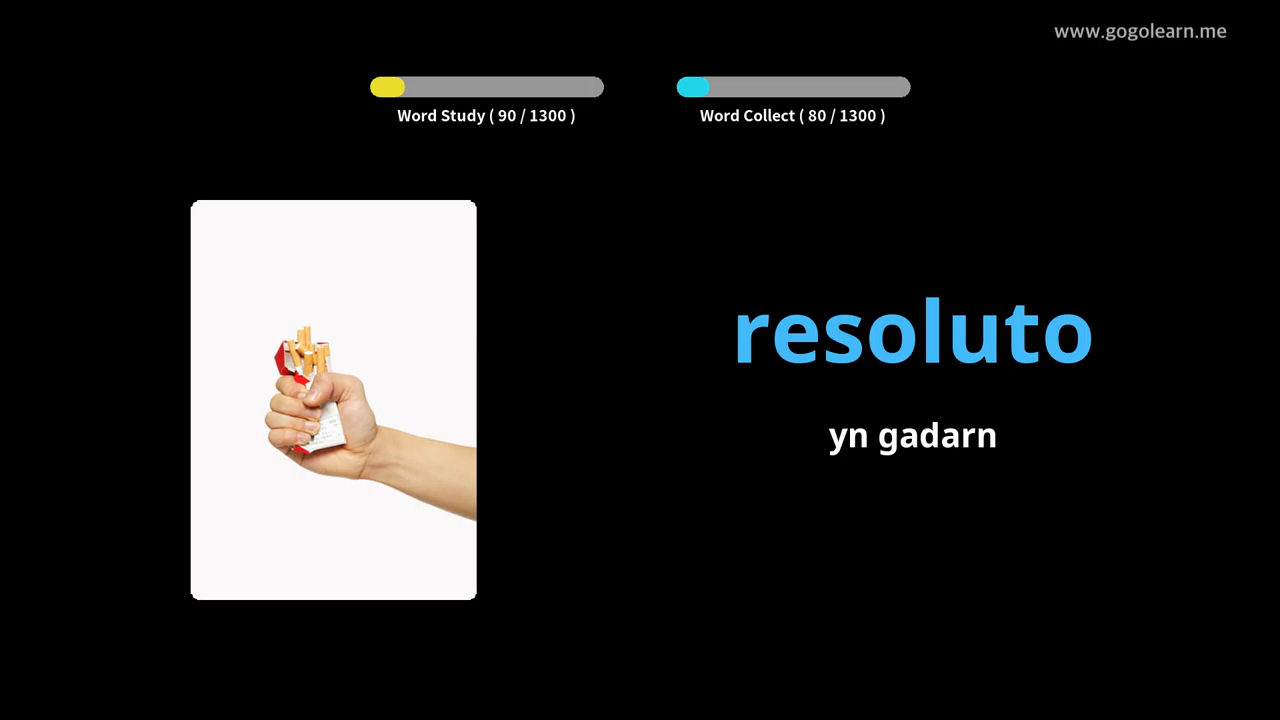 www.gogolearn.me
Word Study ( 90 / 1300 )
Word Collect ( 80 / 1300 )
resoluto
yn gadarn